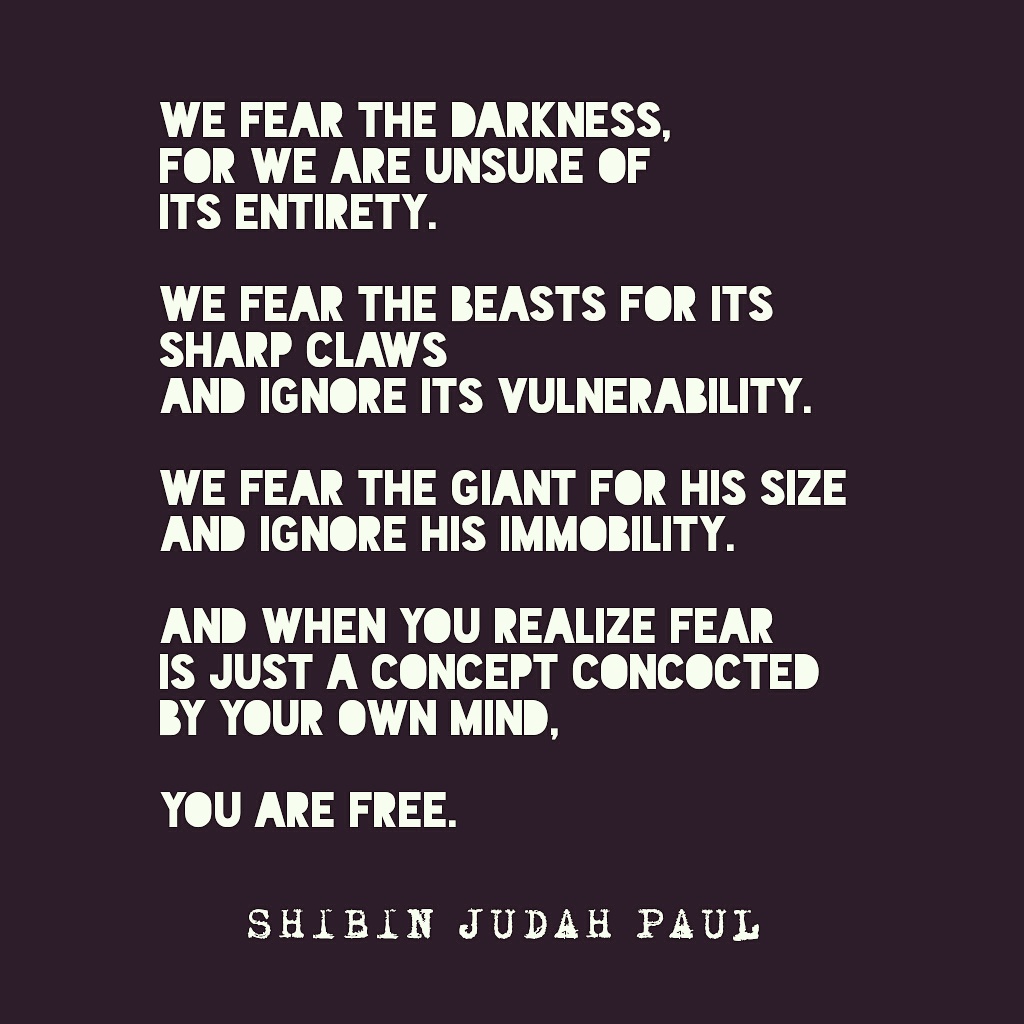 WE FEAR THE DARKNESS,
FOR WE ARE UNSURE OF
ITS ENTIRETY.
WE FEAR THE BEASTS FOR ITS
SHARP CLAWS
AND IGNORE ITS VULNERABILITY.
WE FEAR THE GIANT FOR HIS SIZE
AND IGNORE HIS IMMOBILITY.
AND WHEN YOU REALIZE FEAR
IS JUST A CONCEPT CONCOCTED
BY YOUR OWN MIND,
YOU ARE FREE.
SHIBIN JUDAH PAUL